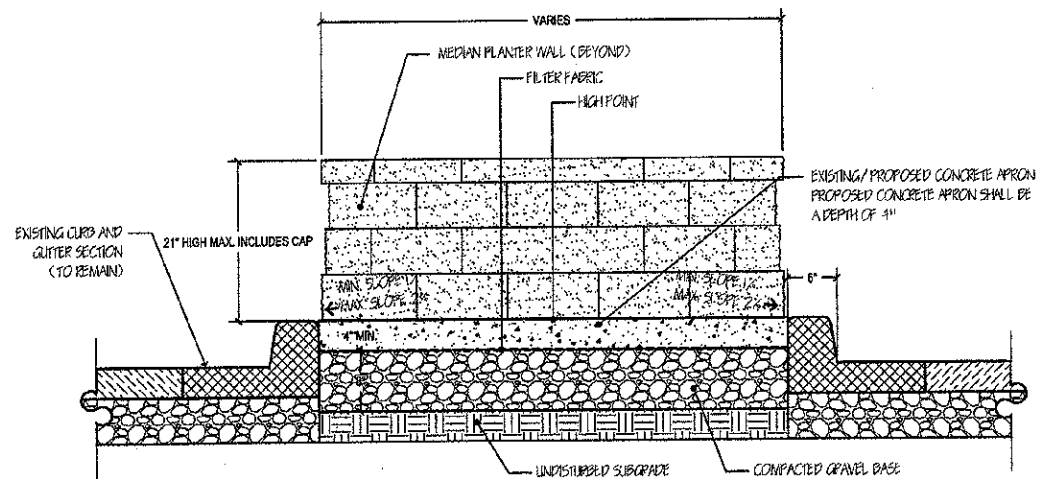 VARIES
MEDIAN PLANTER WALL (BEYOND)
FILTER FABRIC
HIGH POINT
EXISTING/PROPOSED CONCRETE APRON
PROPOSED CONCRETE APRON SHALL BE
A DEPTH OF 4"
EXISTING CURB AND
GUTTER SECTION
(TO REMAIN)
21" HIGH MAX. INCLUDES CAP
6"
MIN. SLOPE
MAX. SLOPE 2%
MIN. SLOPE 1%
MAX. SLOPE 2%
4" MIN.
UNDISTURBED SUBGRADE
COMPACTED GRAVEL BASE